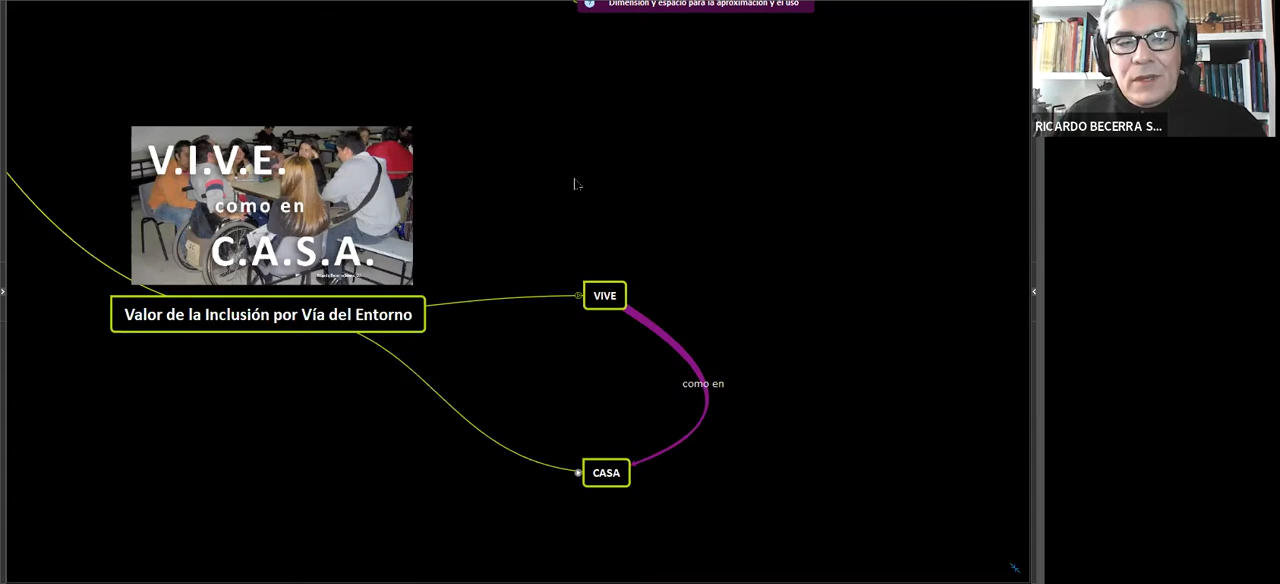 Dimensión y espacio para la aproximación y el uso
RICARDO BECERRA S...
V.I.V.E.
como en
C.A.S.A.
Valor de la Inclusión por Vía del Entorno
VIVE
como en
CASA